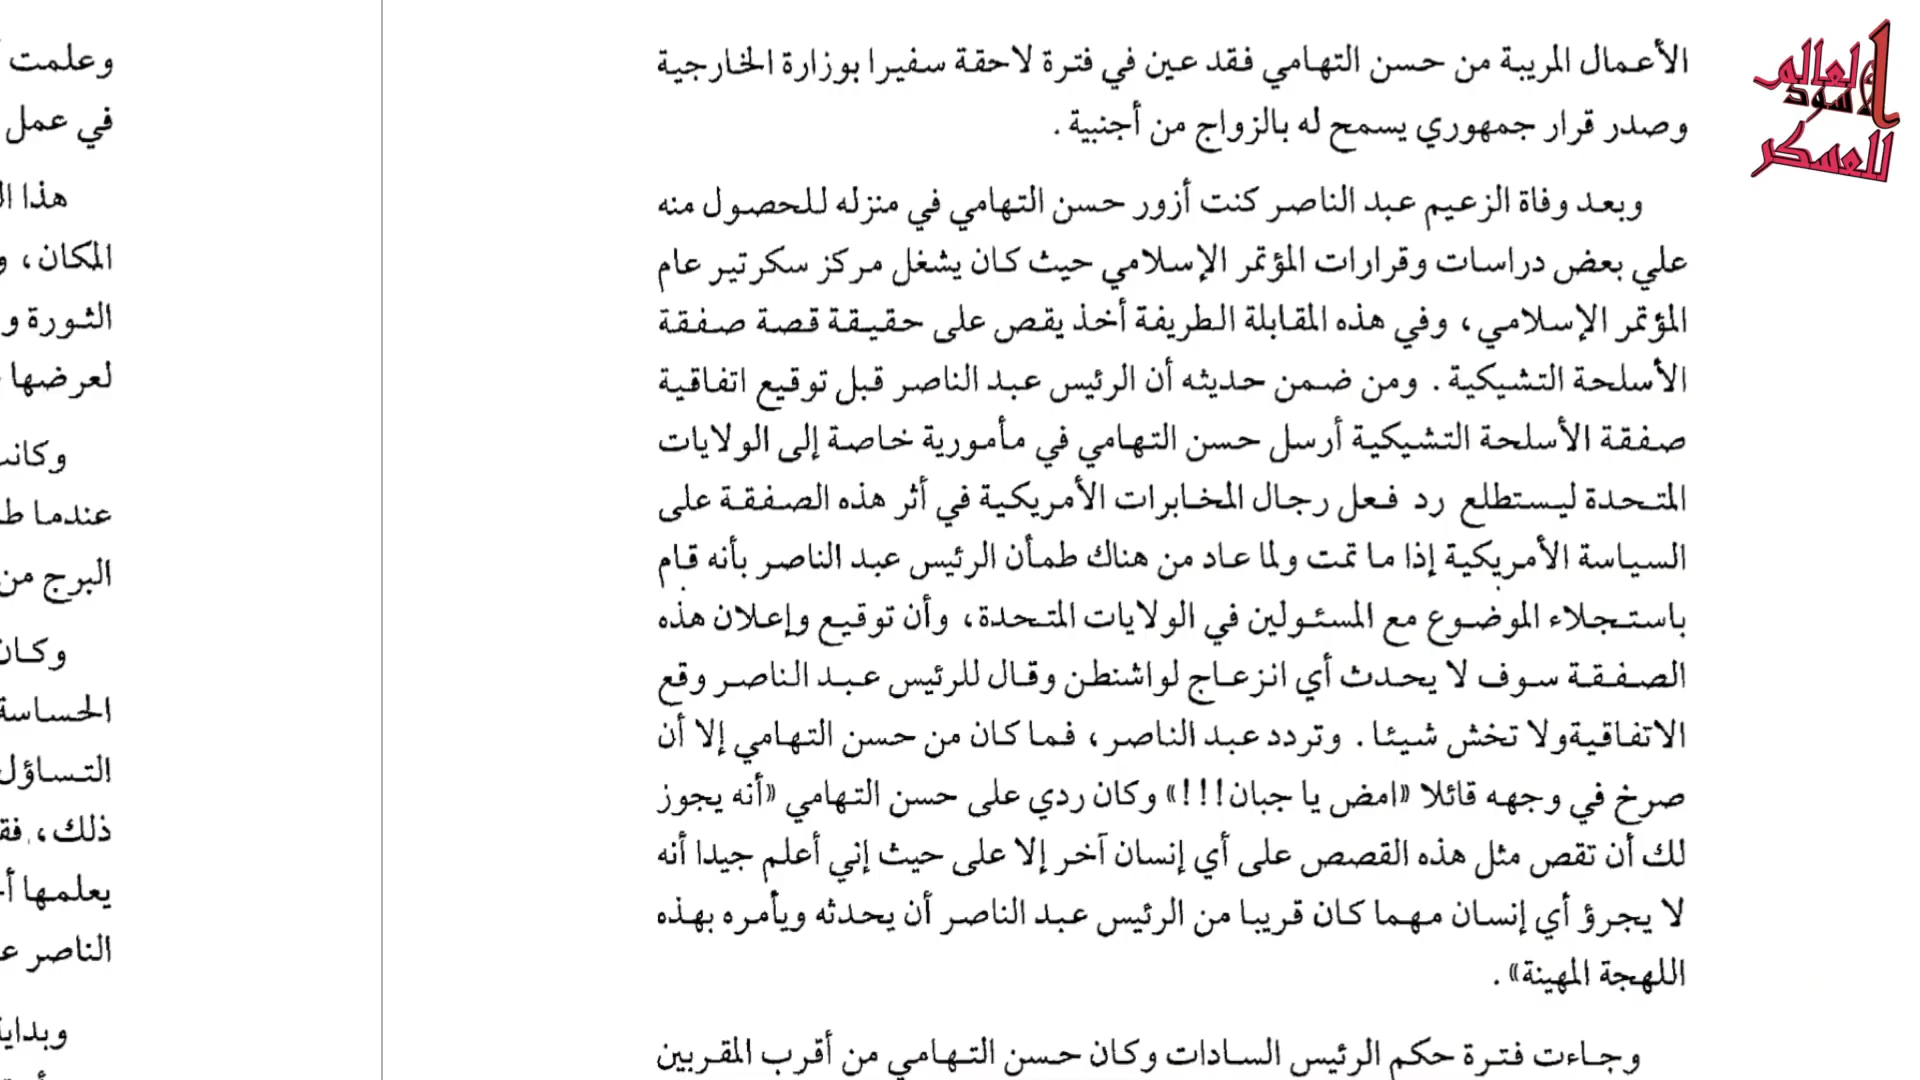 الأعمال المريبة من حسن التهامي فقد عين في فترة لاحقة سفيرا بوزارة الخارجية
وصدر قرار جمهوري يسمح له بالزواج من أجنبية .
وبعد وفاة الزعيم عبد الناصر كنت أزور حسن التهامي في منزله للحصول منه
علي بعض دراسات وقرارات المؤتمر الإسلامي حيث كان يشغل مركز سكرتير عام
المؤتمر الإسلامي، وفي هذه المقابلة الطريفة أخذ يقص على حقيقة قصة صفقة
الأسلحة التشيكية . ومن ضمن حديثه أن الرئيس عبد الناصر قبل توقيع اتفاقية
صفقة الأسلحة التشيكية أرسل حسن التهامي في مأمورية خاصة إلى الولايات
المتحدة ليستطلع رد فعل رجال المخابرات الأمريكية في أثر هذه الصفقة على
السياسة الأمريكية إذا ما تمت ولما عاد من هناك طمأن الرئيس عبد الناصر بأنه قام
باستجلاء الموضوع مع المسئولين في الولايات المتحدة، وأن توقيع وإعلان هذه
الصفقة سوف لا يحدث أي انزعاج لواشنطن وقال للرئيس عبد الناصر وقع
الاتفاقيةولا تخش شيئا . وتردد عبد الناصر، فما كان من حسن التهامي إلا أن
صرخ في وجهه قائلا «امض يا جبان!!!» وكان ردي على حسن التهامي «أنه يجوز
لك أن تقص مثل هذه القصص على أي إنسان آخر إلا على حيث إني أعلم جيدا أنه
لا يجرؤ أي إنسان مهما كان قريبا من الرئيس عبد الناصر أن يحدثه ويأمره بهذه
اللهجة المهينة» .
وجاءت فترة حكم الرئيس السادات وكان حسن التهامي من أقرب المقربين
وعلمت
في عمل
هذا
المكان، و
الثورة و
لعرضها
عندما
البرج من
الحساسة
التساؤل
ذلك،
يعلمها
الناصر
العالم
الأسود
للعسكر